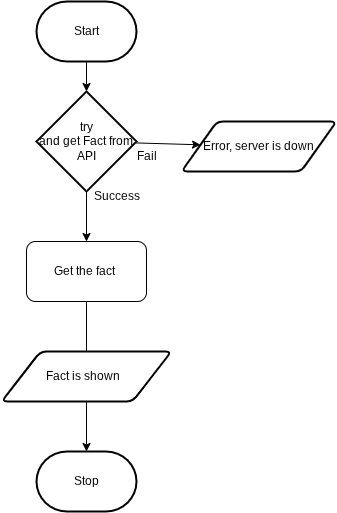 Start
try
and get Fact from
API
Fail
Error, server is down
Success
Get the fact
Fact is shown
Stop